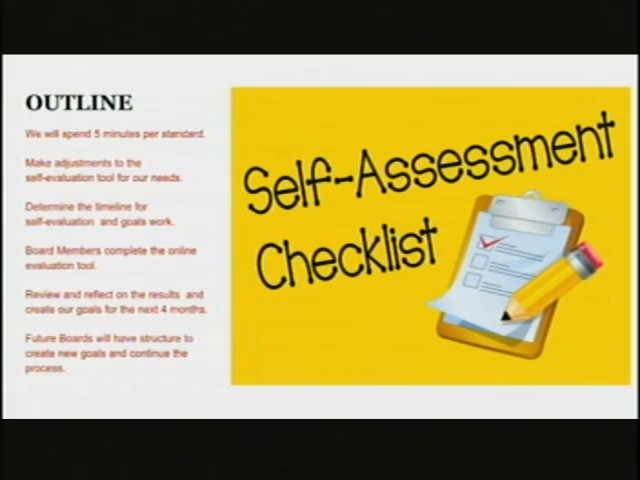 OUTLINE
We will spend 5 minutes per standard.
Make adjustments to the
self-evaluation tool for our needs.
Determine the timeline for
self-evaluation and goals work.
Board Members complete the online
evaluation tool.
Review and reflect on the results and
create our goals for the next 4 months.
Future Boards will have structure to
create new goals and continue the
process.
Self-Assessment
Checklist